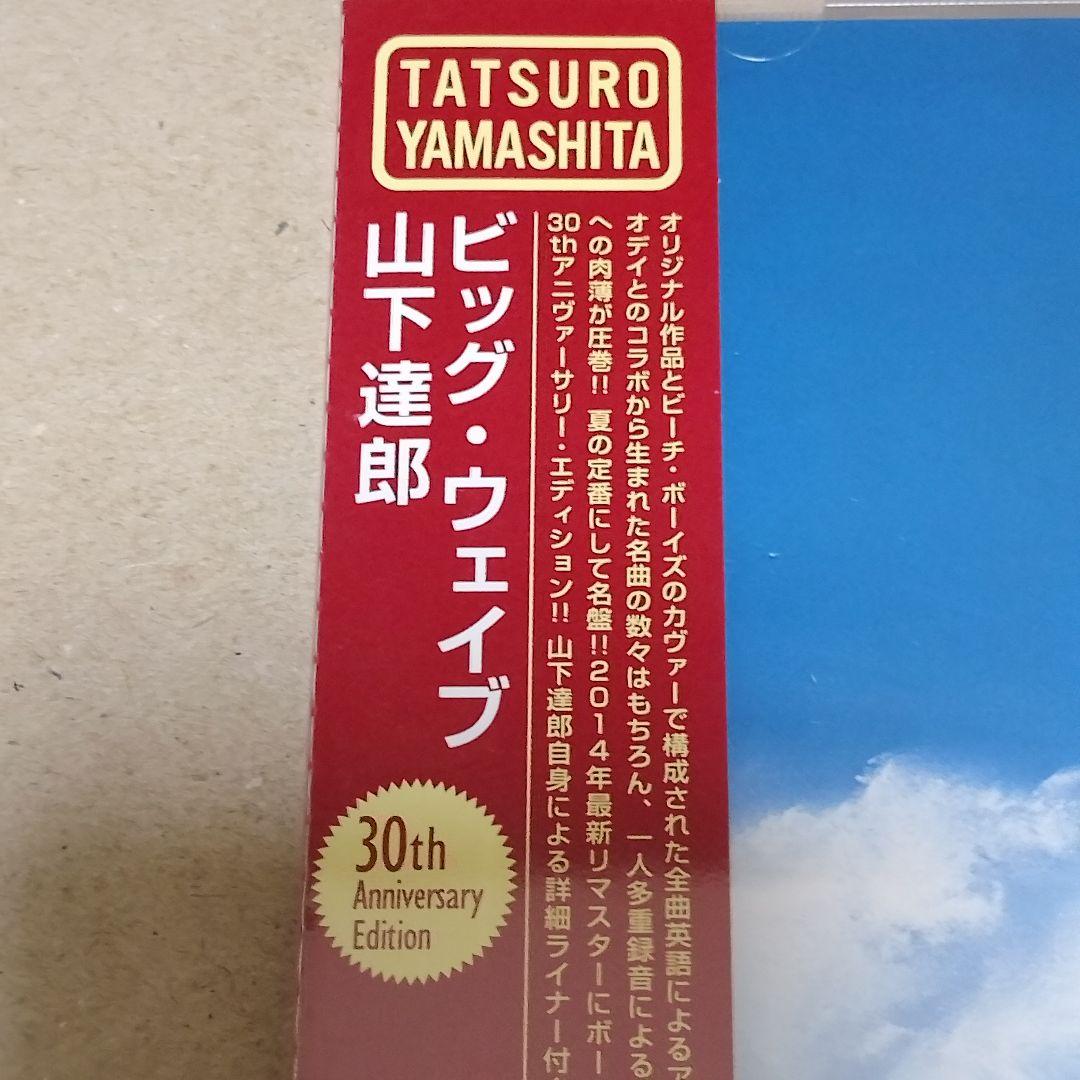 TATSURO
YAMASHITA
オリジナル作品とビーチ・ボーイズのカヴァーで構成された全曲英語によるア
オデイとのコラボから生まれた名曲の数々はもちろん、一人多重録音による
への肉薄が圧巻!! 夏の定番にして名盤!!2014年最新リマスターにボー
30thアニヴァーサリー・エディション!! 山下達郎自身による詳細ライナー付
ビッグ・ウェイブ
山下達郎
30th
Anniversary
Edition